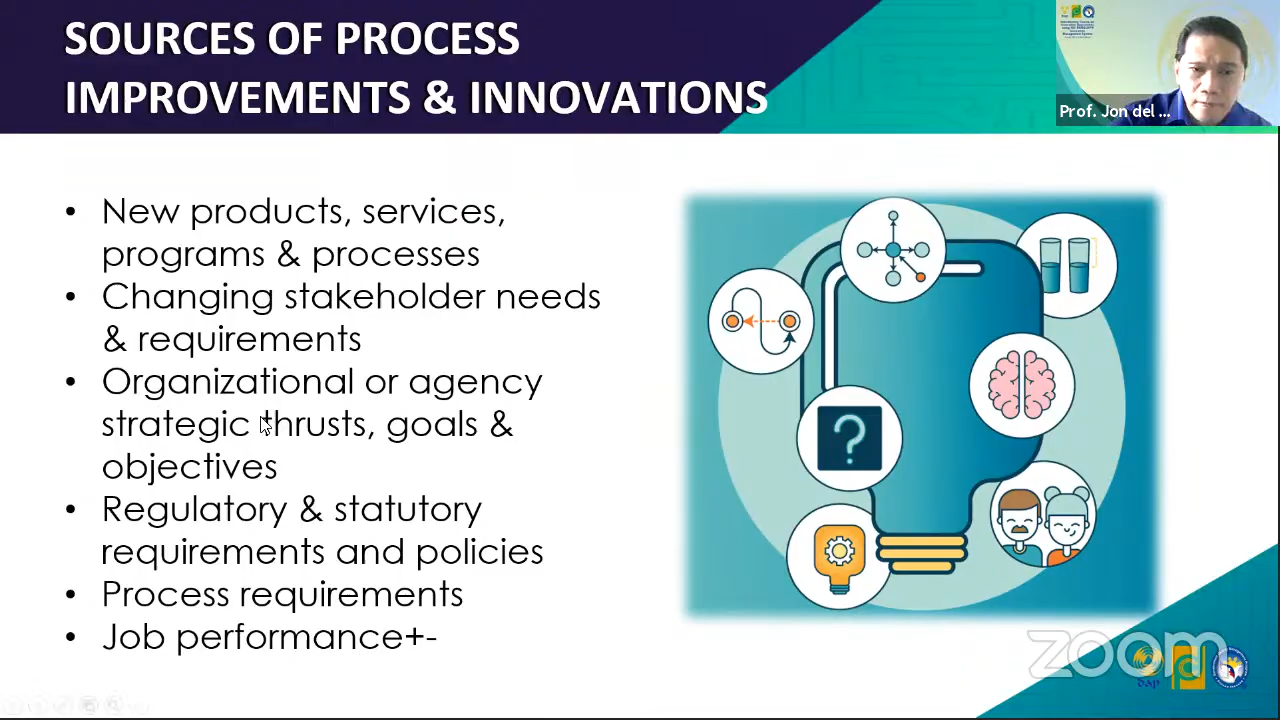 SOURCES OF PROCESS
IMPROVEMENTS & INNOVATIONS
Prof. Jon del ...
• New products, services,
programs & processes
• Changing stakeholder needs
& requirements
• Organizational or agency
strategic thrusts, goals &
objectives
• Regulatory & statutory
requirements and policies
• Process requirements
• Job performance+-
?
zoom
dap